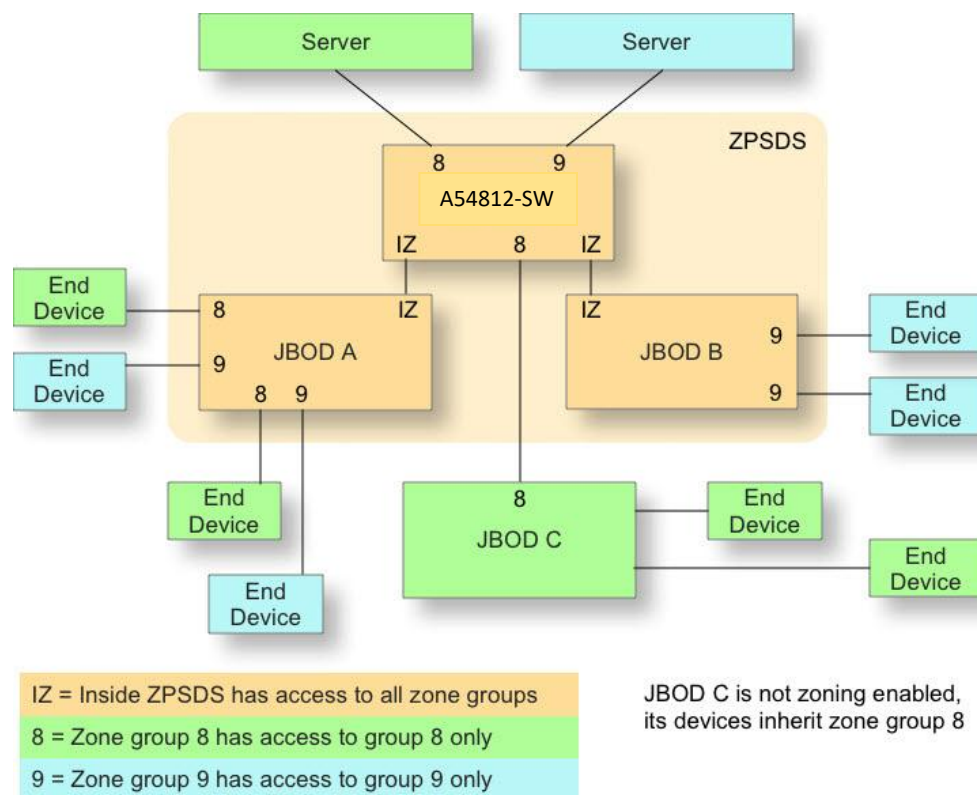 Server
Server
ZPSDS
8
9
A54812-SW
IZ
8
IZ
End
Device
8
IZ
JBOD A
End
Device
9
8
9
IZ
JBOD B
9
9
End
Device
End
Device
End
Device
End
Device
8
JBOD C
End
Device
End
Device
IZ = Inside ZPSDS has access to all zone groups
8 = Zone group 8 has access to group 8 only
9 = Zone group 9 has access to group 9 only
JBOD C is not zoning enabled,
its devices inherit zone group 8